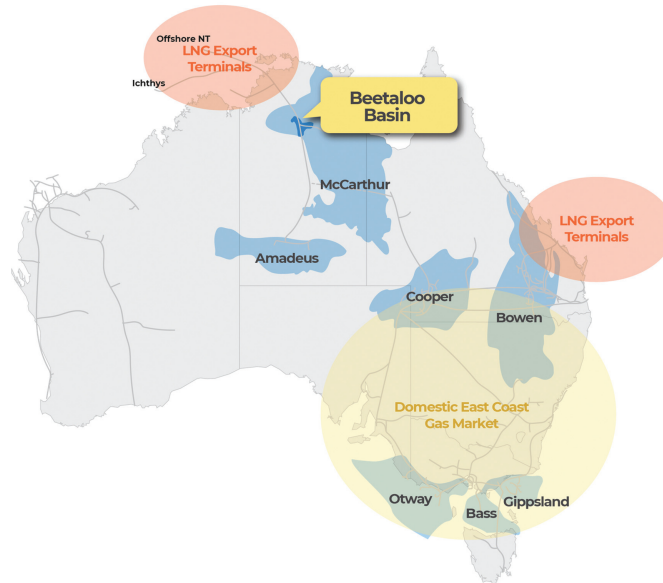 Offshore NT
LNG Export
Terminals
Ichthys
Beetaloo
Basin
McCarthur
LNG Export
Terminals
Amadeus
Cooper
Bowen
Domestic East Coast
Gas Market
Otway
Gippsland
Bass